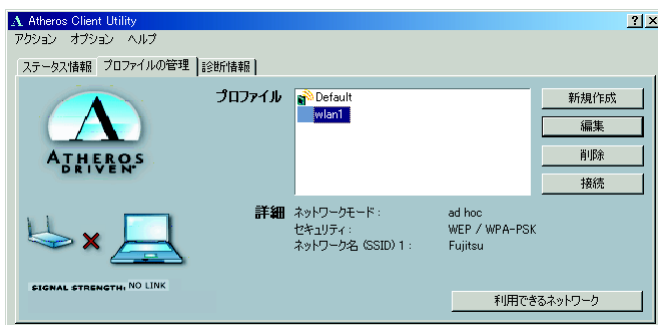 Atheros Client Utility
アクション オプション ヘルプ
ステータス情報 プロファイルの管理 診断情報
プロファイル
Default
wlan1
新規作成
編集
削除
接続
ATHEROS
DRIVEN™
詳細
ネットワークモード: ad hoc
セキュリティ: WEP / WPA-PSK
ネットワーク名 (SSID) 1: Fujitsu
SIGNAL STRENGTH: NO LINK
利用できるネットワーク